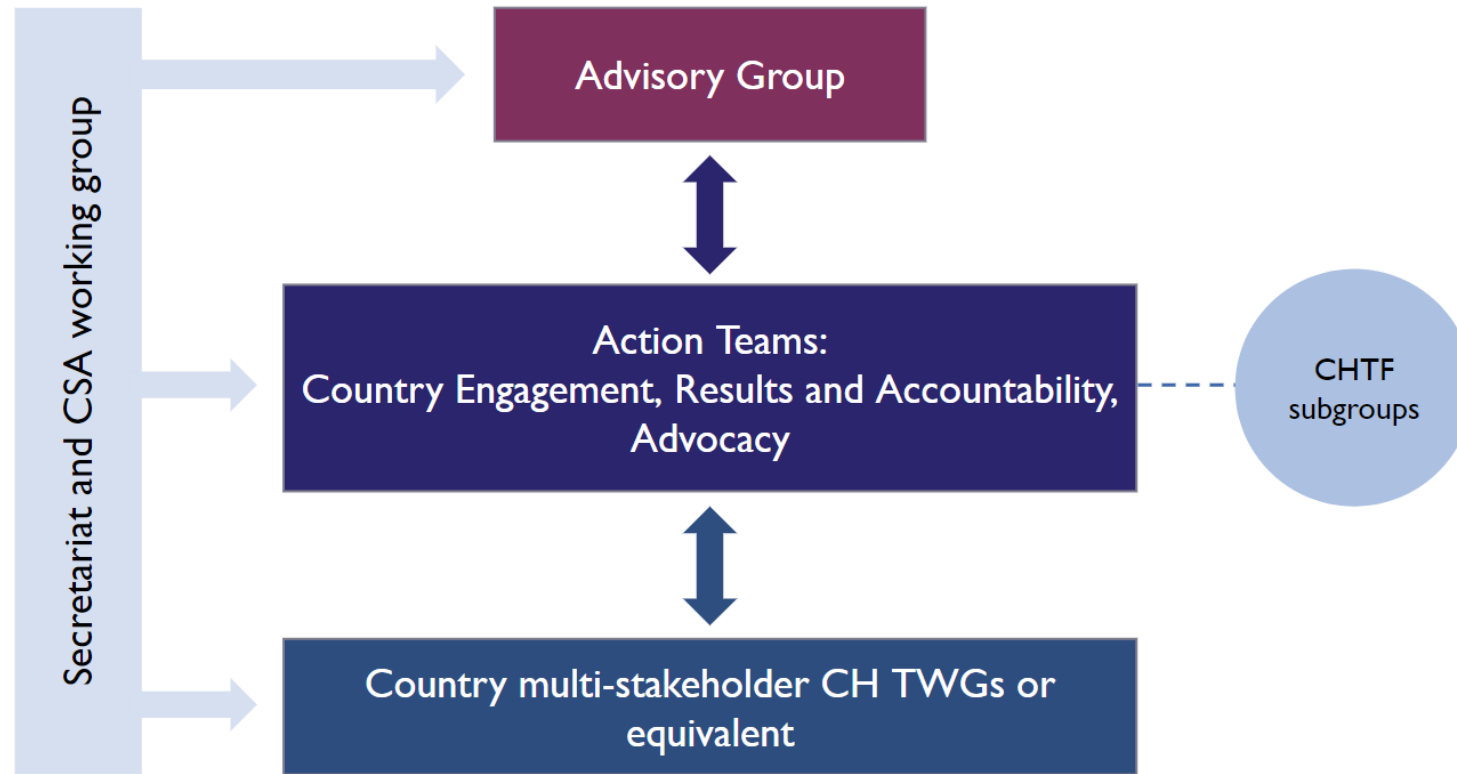 Secretariat and CSA working group
Advisory Group
Action Teams:
Country Engagement, Results and Accountability,
Advocacy
CHTF
subgroups
Country multi-stakeholder CH TWGs or
equivalent